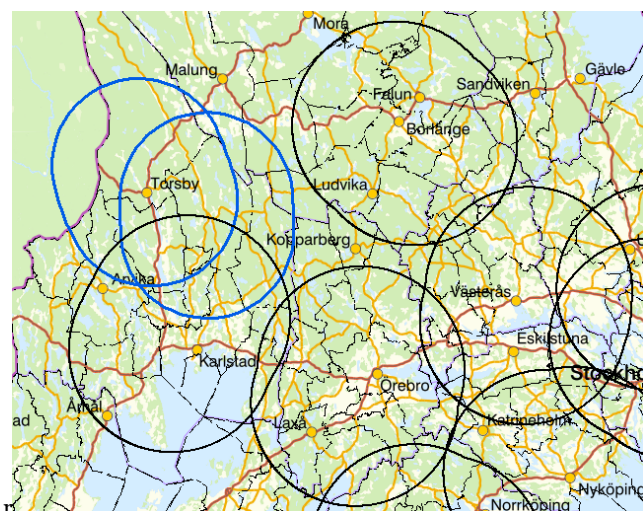 Mora
Malung
Gävle
Sandviken
Falun
Borlänge
Torsby
Ludvika
Kopparberg
Arvika
Västerås
Eskilstuna
Karlstad
Stockho
Örebro
Åmål
ad
Laxå
Katrineholm
Nyköping
Norrköping